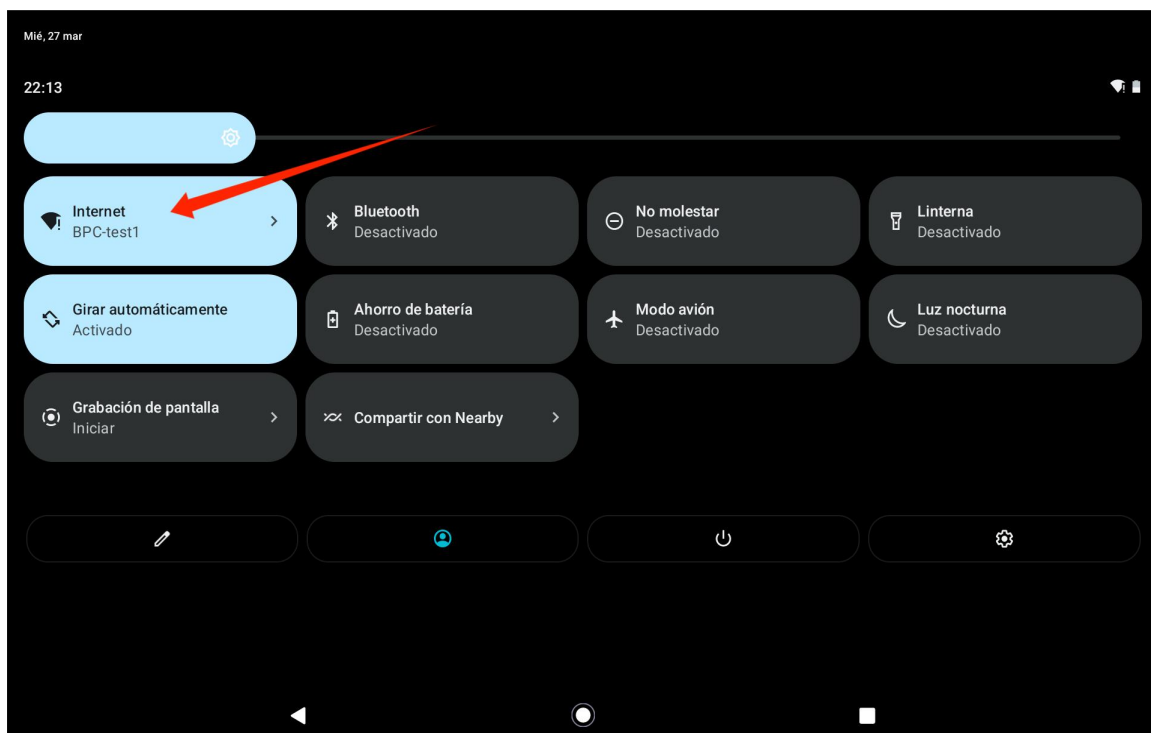 Mié, 27 mar
22:13
Internet
BPC-test1
Bluetooth
Desactivado
No molestar
Desactivado
Linterna
Desactivado
Girar automáticamente
Activado
Ahorro de batería
Desactivado
Modo avión
Desactivado
Luz nocturna
Desactivado
Grabación de pantalla
Iniciar
Compartir con Nearby